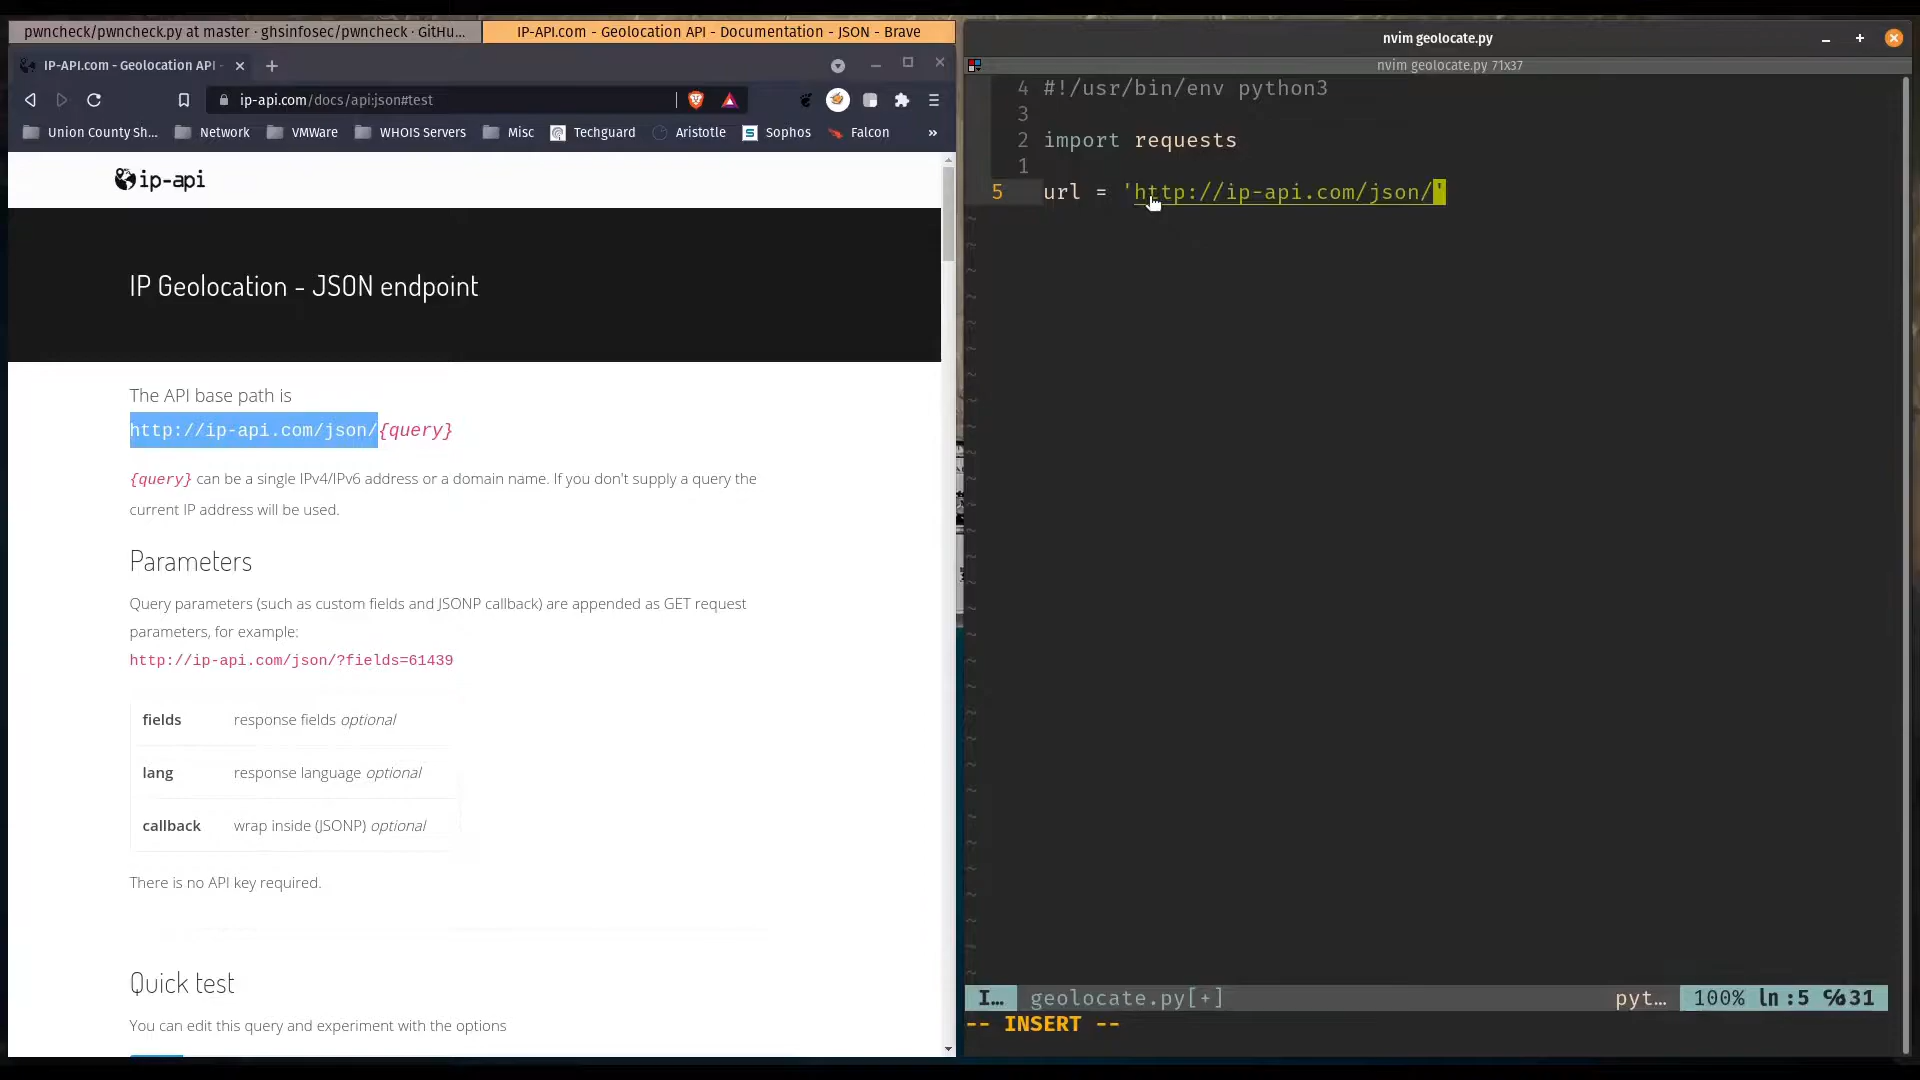 pwncheck/pwncheck.py at master · ghsinfosec/pwncheck · GitHu...
IP-API.com - Geolocation API - Documentation - JSON - Brave
IP-API.com - Geolocation API -
ip-api.com/docs/api:json#test
Union County Sh...
Network
VMWare
WHOIS Servers
Misc
Techguard
Aristotle
Sophos
Falcon
»
ip-api
IP Geolocation - JSON endpoint
The API base path is
http://ip-api.com/json/{query}
{query} can be a single IPv4/IPv6 address or a domain name. If you don't supply a query the
current IP address will be used.
Parameters
Query parameters (such as custom fields and JSONP callback) are appended as GET request
parameters, for example:
http://ip-api.com/json/?fields=61439
fields response fields optional
lang response language optional
callback wrap inside (JSONP) optional
There is no API key required.
Quick test
You can edit this query and experiment with the options
nvim geolocate.py
nvim geolocate.py 71x37
4 #!/usr/bin/env python3
3
2 import requests
1
5 url = 'http://ip-api.com/json/'
I... geolocate.py[+] pyt... 100% ln:5 ℅31
-- INSERT --